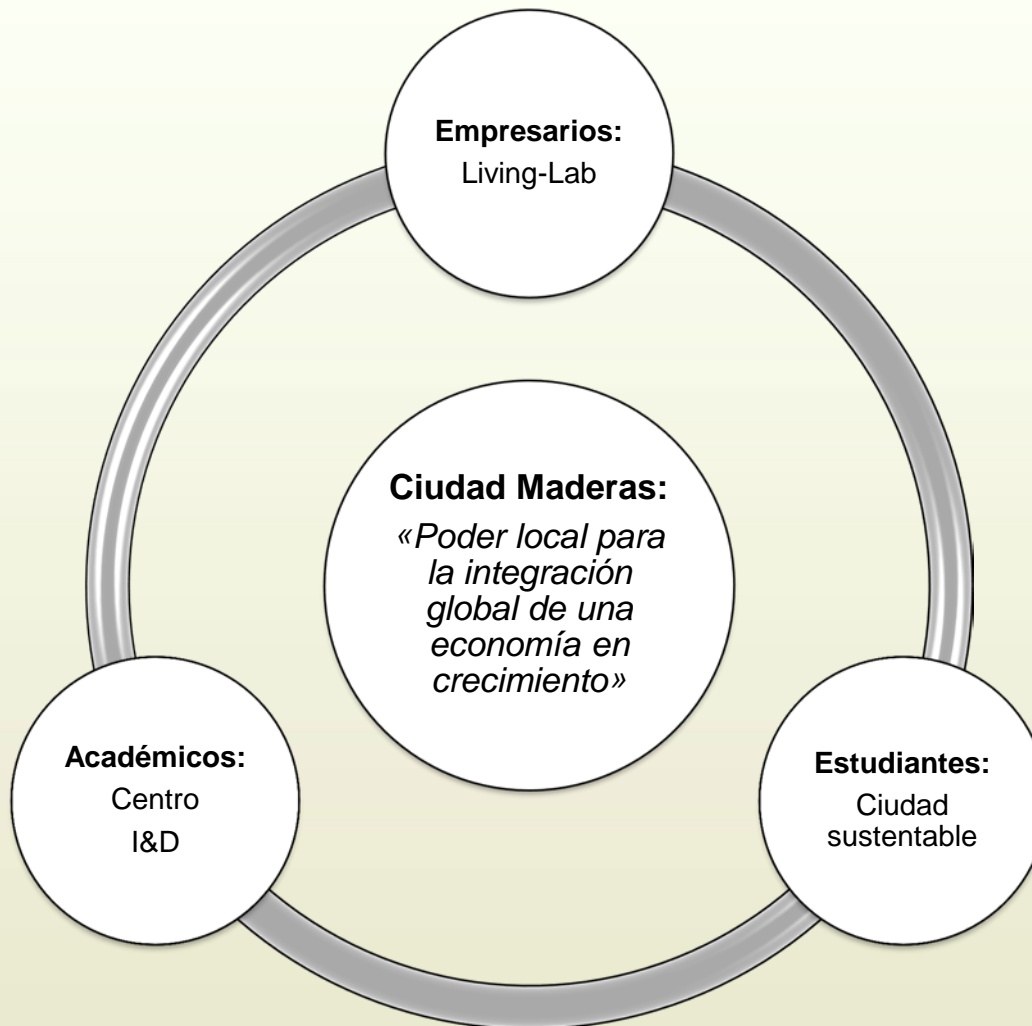 Empresarios:
Living-Lab
Ciudad Maderas:
«Poder local para
la integración
global de una
economía en
crecimiento»
Académicos:
Centro
I&D
Estudiantes:
Ciudad
sustentable